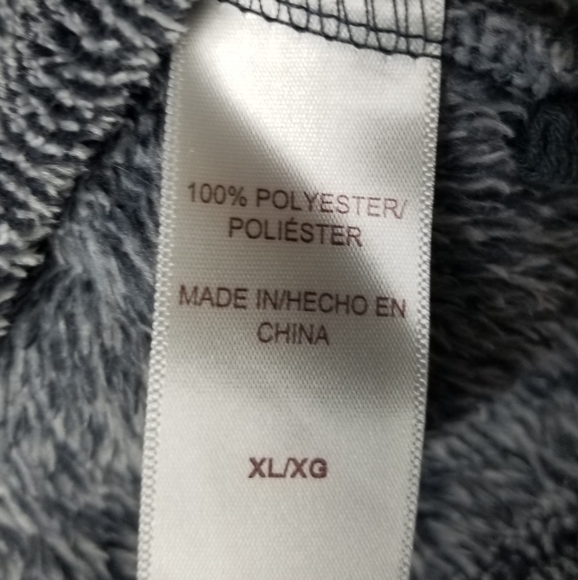 100% POLYESTER/
POLIÉSTER
MADE IN/HECHO EN
CHINA
XL/XG